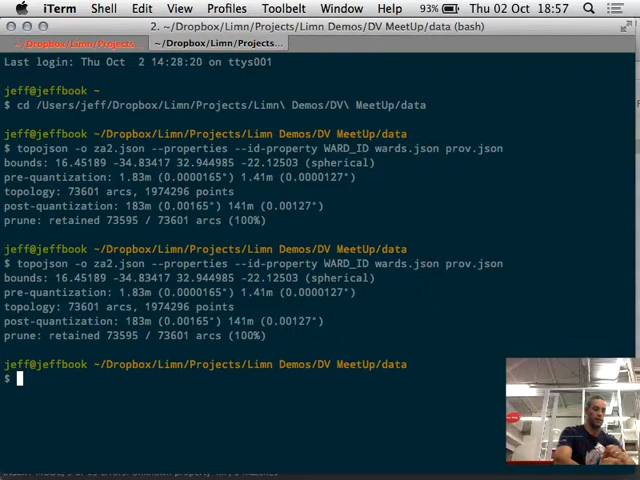 iTerm Shell Edit View Profiles Toolbelt Window Help 93% Thu 02 Oct 18:57
2. ~/Dropbox/Limn/Projects/Limn Demos/DV MeetUp/data (bash)
~/Dropbox/Limn/Projects... ~/Dropbox/Limn/Projects...
Last login: Thu Oct 2 14:28:20 on ttys001
jeff@jeffbook ~
$ cd /Users/jeff/Dropbox/Limn/Projects/Limn\ Demos/DV\ MeetUp/data
jeff@jeffbook ~/Dropbox/Limn/Projects/Limn Demos/DV MeetUp/data
$ topojson -o za2.json --properties --id-property WARD_ID wards.json prov.json
bounds: 16.45189 -34.83417 32.944985 -22.12503 (spherical)
pre-quantization: 1.83m (0.0000165°) 1.41m (0.0000127°)
topology: 73601 arcs, 1974296 points
post-quantization: 183m (0.00165°) 141m (0.00127°)
prune: retained 73595 / 73601 arcs (100%)
jeff@jeffbook ~/Dropbox/Limn/Projects/Limn Demos/DV MeetUp/data
$ topojson -o za2.json --properties --id-property WARD_ID wards.json prov.json
bounds: 16.45189 -34.83417 32.944985 -22.12503 (spherical)
pre-quantization: 1.83m (0.0000165°) 1.41m (0.0000127°)
topology: 73601 arcs, 1974296 points
post-quantization: 183m (0.00165°) 141m (0.00127°)
prune: retained 73595 / 73601 arcs (100%)
jeff@jeffbook ~/Dropbox/Limn/Projects/Limn Demos/DV MeetUp/data
$